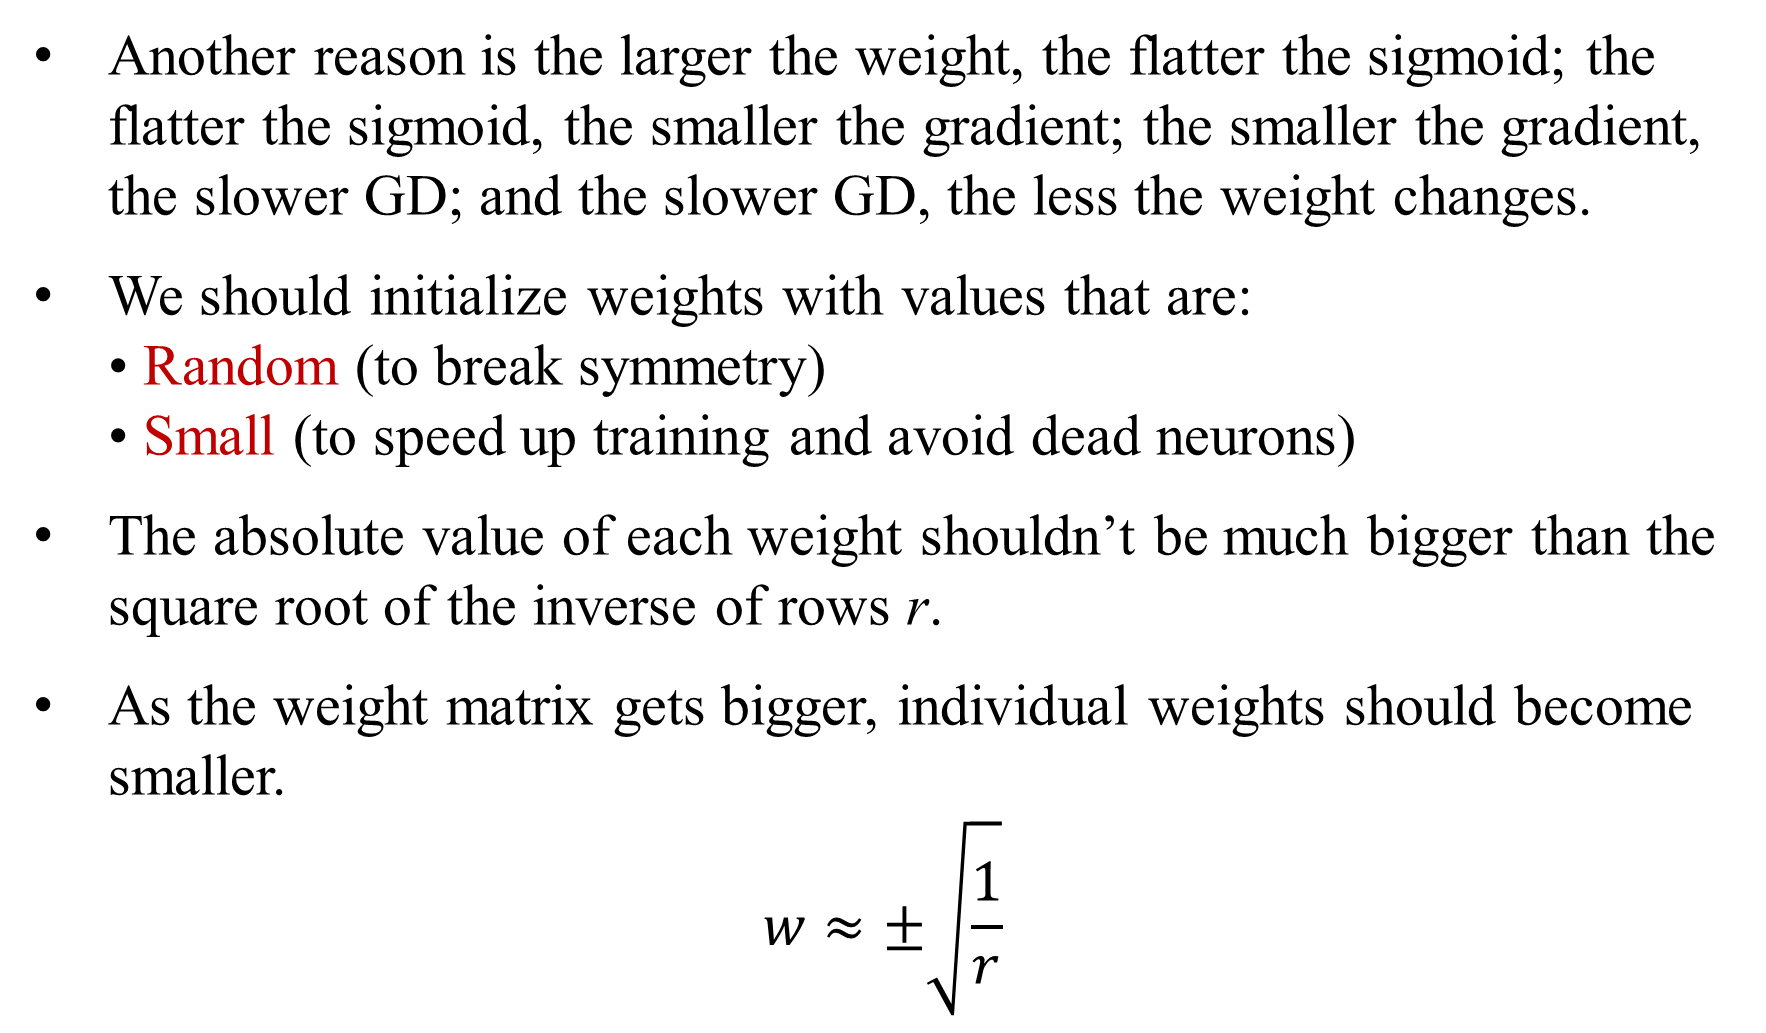 • Another reason is the larger the weight, the flatter the sigmoid; the
flatter the sigmoid, the smaller the gradient; the smaller the gradient,
the slower GD; and the slower GD, the less the weight changes.
• We should initialize weights with values that are:
• Random (to break symmetry)
• Small (to speed up training and avoid dead neurons)
• The absolute value of each weight shouldn’t be much bigger than the
square root of the inverse of rows r.
• As the weight matrix gets bigger, individual weights should become
smaller.
w ≈ ±√(1/r)